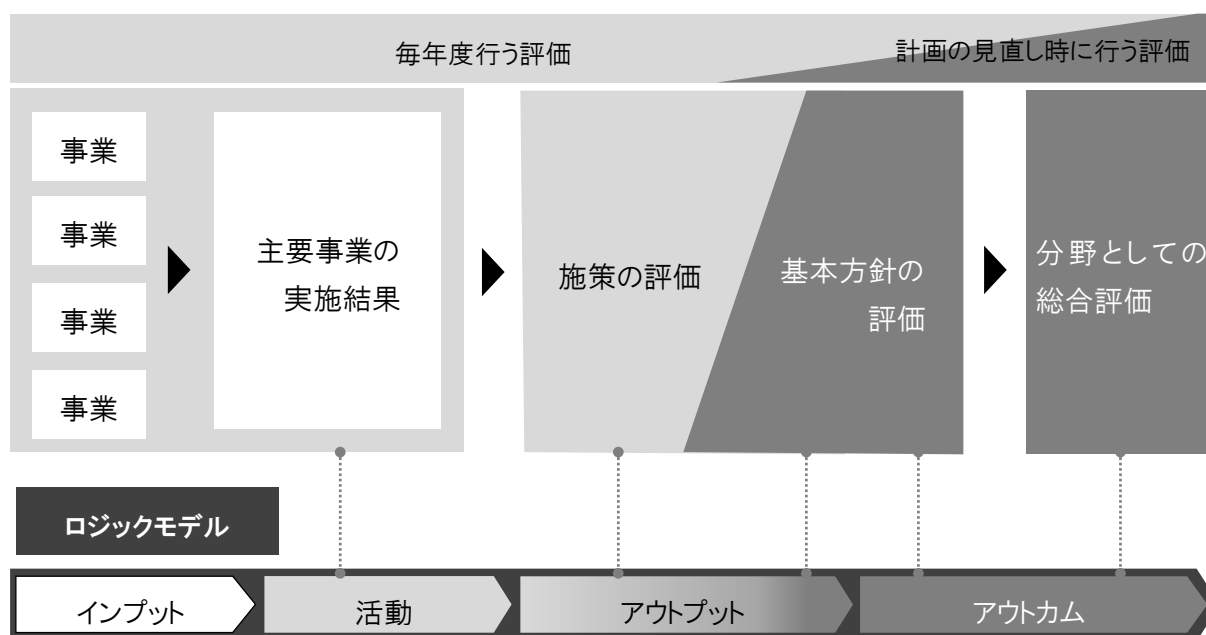 毎年度行う評価
計画の見直し時に行う評価
事業
事業
事業
事業
主要事業の
実施結果
施策の評価
基本方針の
評価
分野としての
総合評価
ロジックモデル
インプット
活動
アウトプット
アウトカム